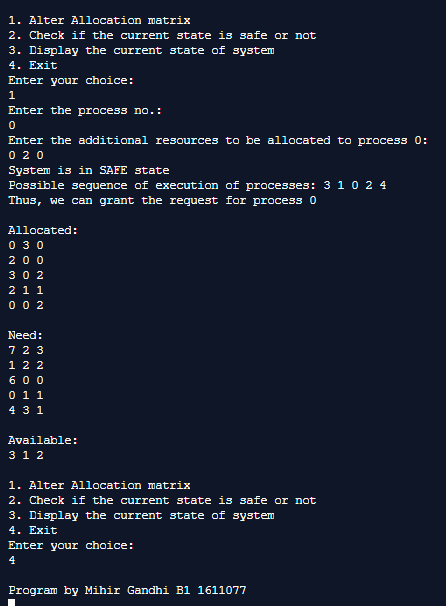 1. Alter Allocation matrix
2. Check if the current state is safe or not
3. Display the current state of system
4. Exit
Enter your choice:
1
Enter the process no.:
0
Enter the additional resources to be allocated to process 0:
0 2 0
System is in SAFE state
Possible sequence of execution of processes: 3 1 0 2 4
Thus, we can grant the request for process 0
Allocated:
0 3 0
2 0 0
3 0 2
2 1 1
0 0 2
Need:
7 2 3
1 2 2
6 0 0
0 1 1
4 3 1
Available:
3 1 2
1. Alter Allocation matrix
2. Check if the current state is safe or not
3. Display the current state of system
4. Exit
Enter your choice:
4
Program by Mihir Gandhi B1 1611077